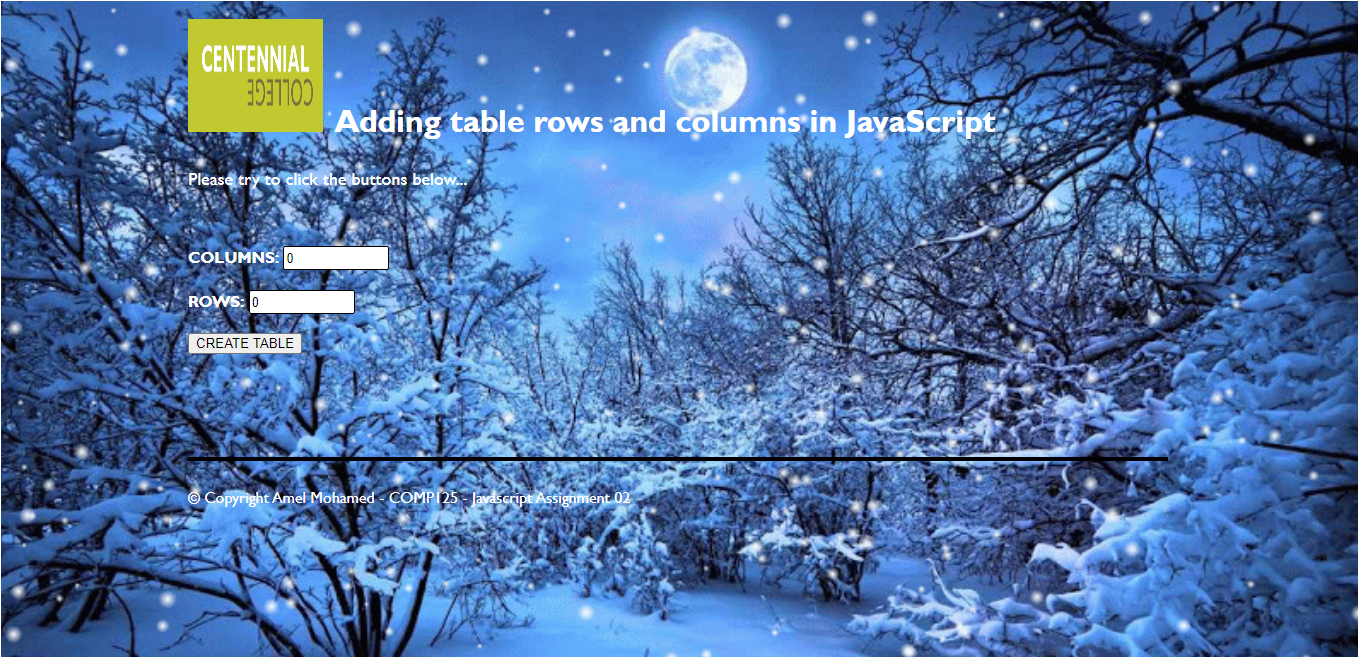 CENTENNIAL
COLLEGE
Adding table rows and columns in JavaScript
Please try to click the buttons below...
COLUMNS: 0
ROWS: 0
CREATE TABLE
© Copyright Amel Mohamed - COMP125 - Javascript Assignment 02